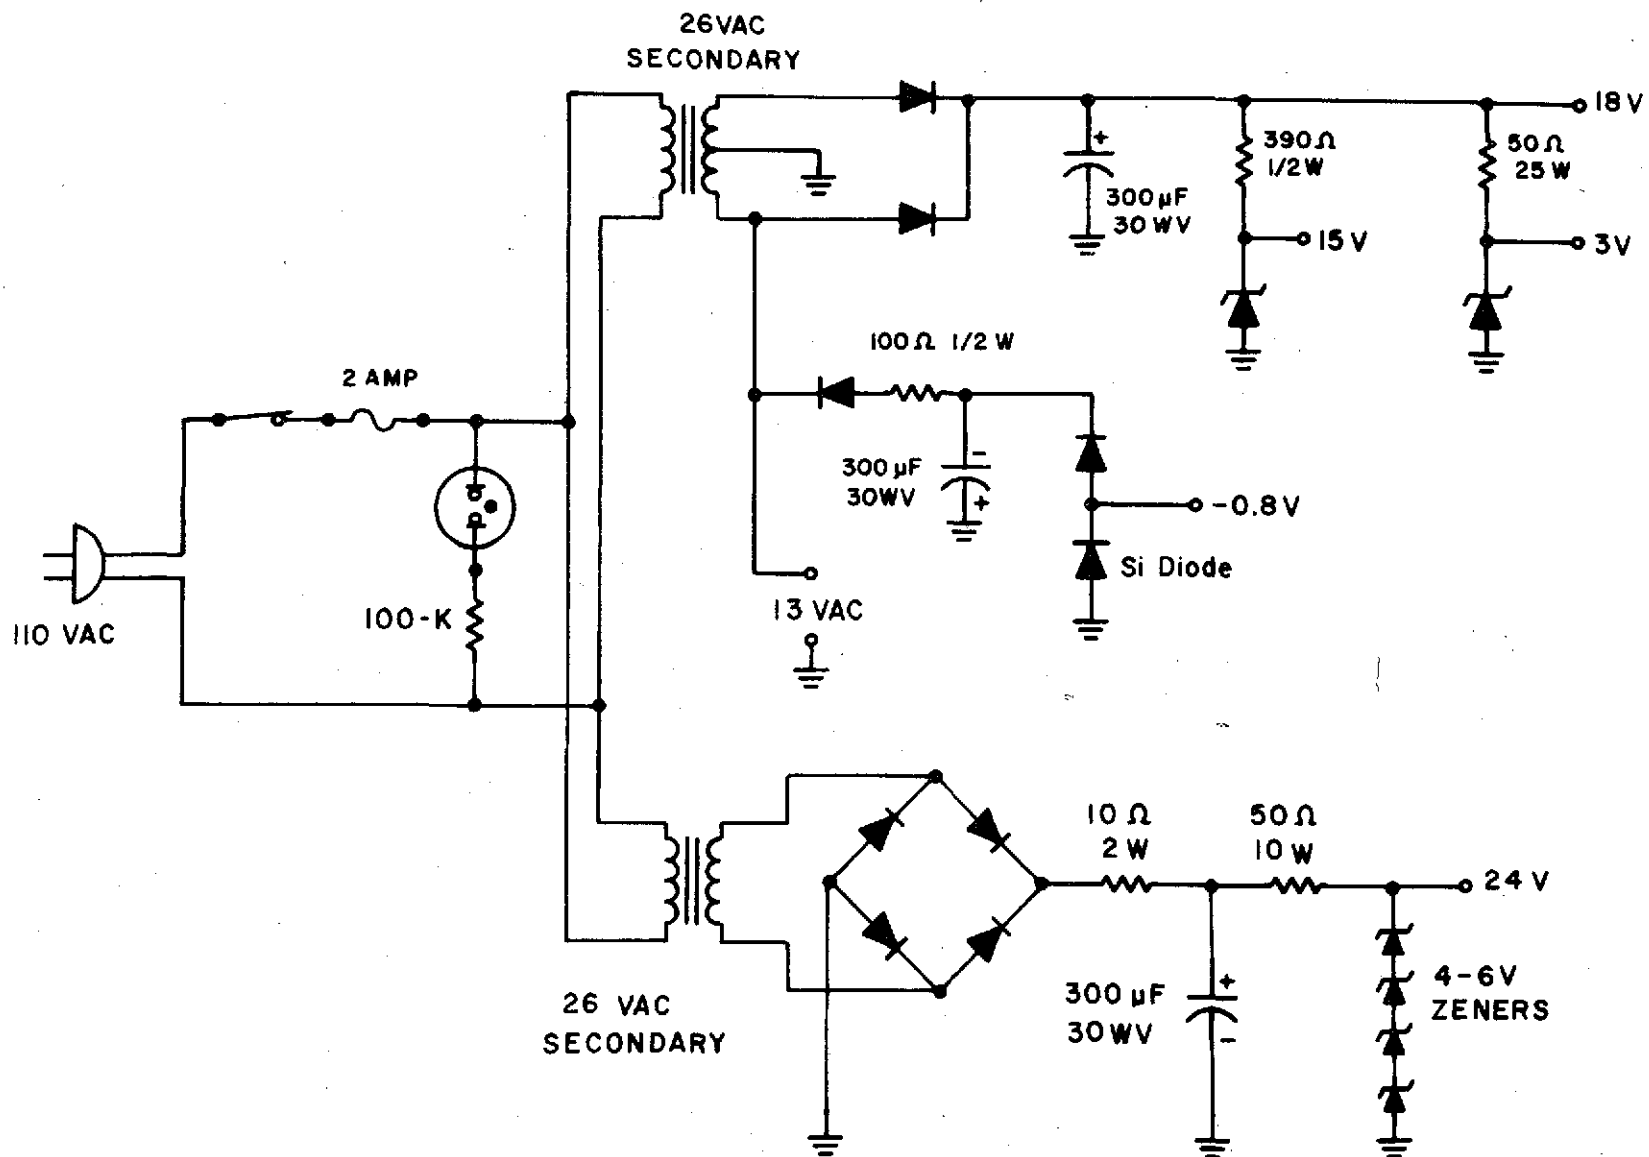 26VAC
SECONDARY
18V
390Ω
1/2W
50Ω
25W
300μF
30WV
+
15V
3V
100Ω 1/2W
2 AMP
300μF
30WV
-
+
-0.8V
Si Diode
100-K
13 VAC
110 VAC
10Ω
2W
50Ω
10W
24V
26 VAC
SECONDARY
300μF
30WV
+
-
4-6V
ZENERS